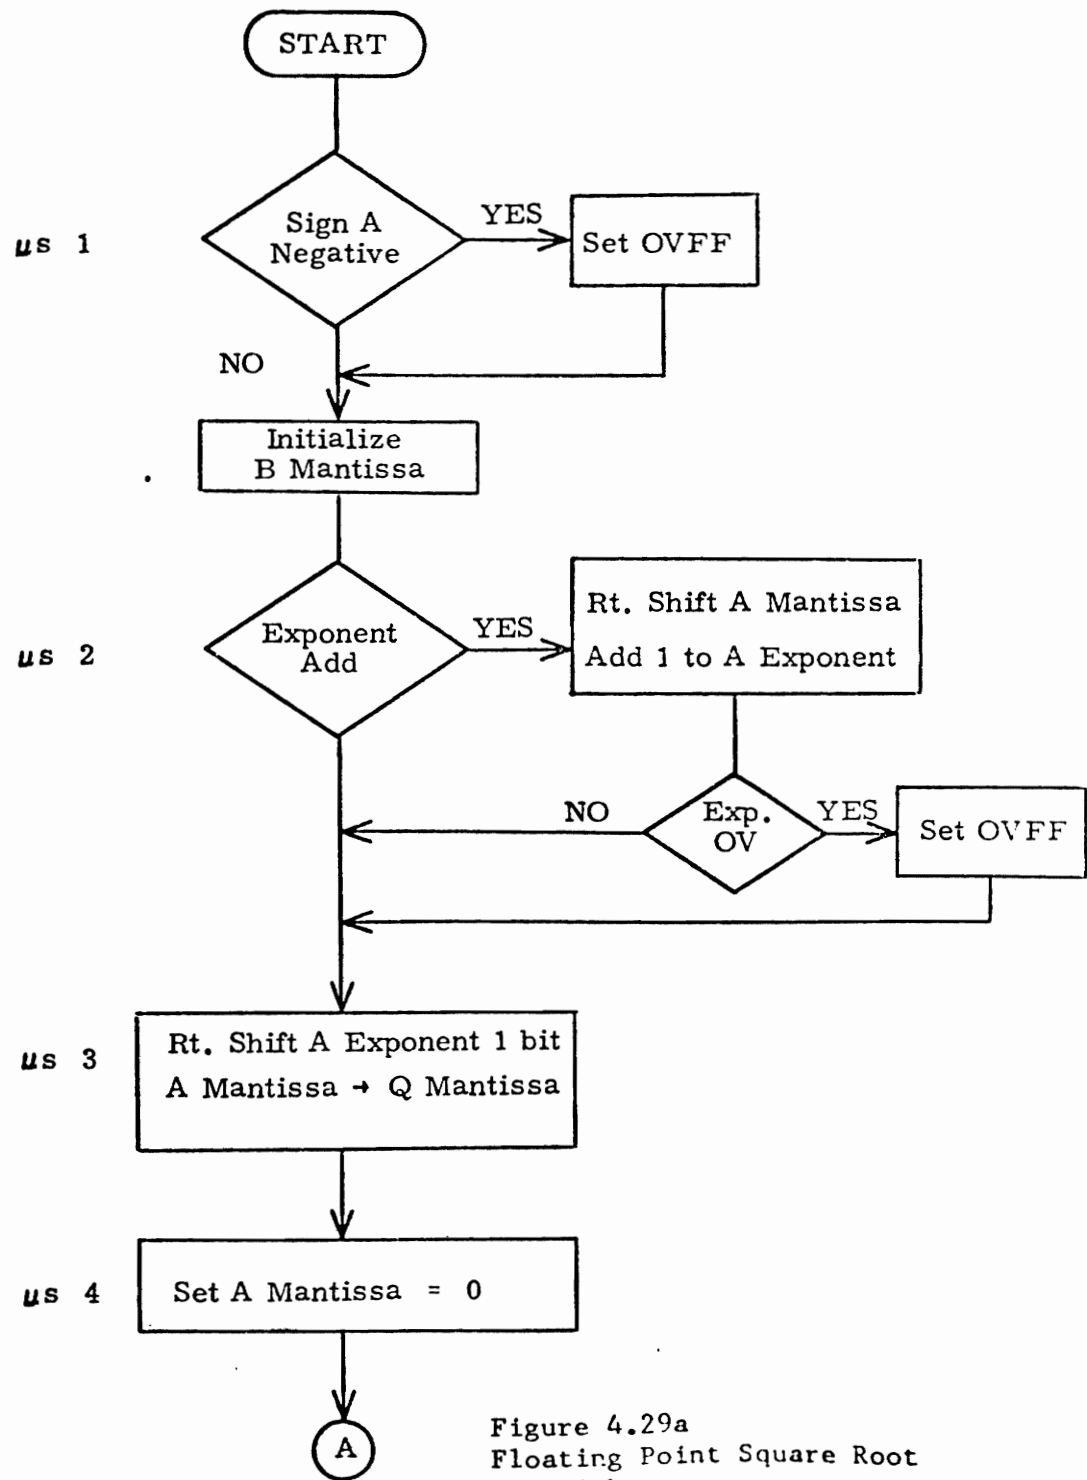 START
µs 1
Sign A
Negative
YES
Set OVFF
NO
Initialize
B Mantissa
µs 2
Exponent
Add
YES
Rt. Shift A Mantissa
Add 1 to A Exponent
NO
Exp.
OV
YES
Set OVFF
µs 3
Rt. Shift A Exponent 1 bit
A Mantissa → Q Mantissa
µs 4
Set A Mantissa = 0
A
Figure 4.29a
Floating Point Square Root